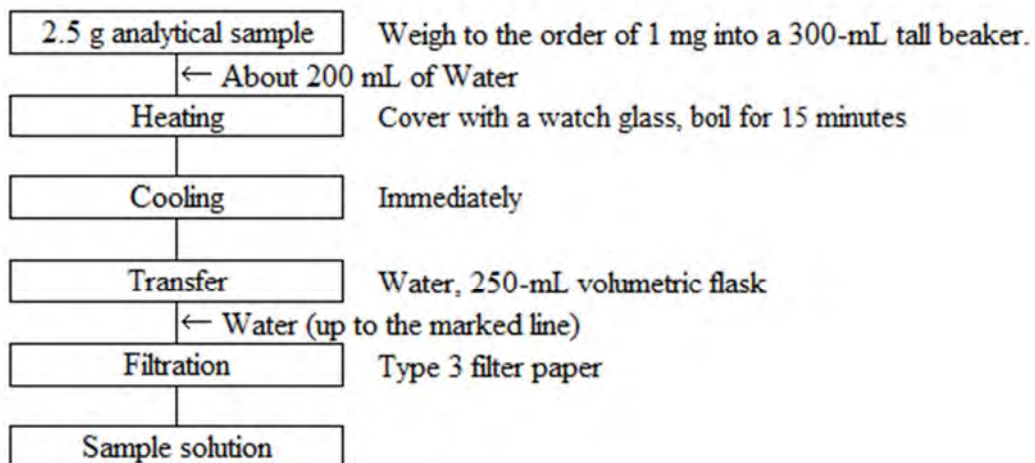 2.5 g analytical sample Weigh to the order of 1 mg into a 300-mL tall beaker.
← About 200 mL of Water
Heating Cover with a watch glass, boil for 15 minutes
Cooling Immediately
Transfer Water, 250-mL volumetric flask
← Water (up to the marked line)
Filtration Type 3 filter paper
Sample solution